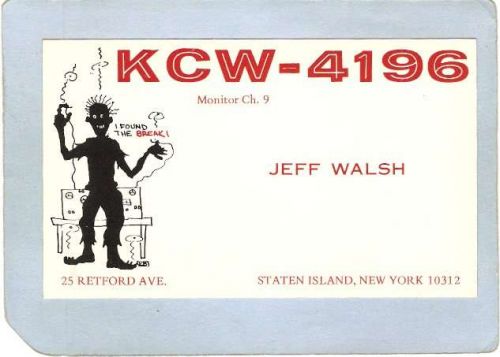 KCW-4196
Monitor Ch. 9
I FOUND
THE BREAK!
JEFF WALSH
25 RETFORD AVE.
STATEN ISLAND, NEW YORK 10312